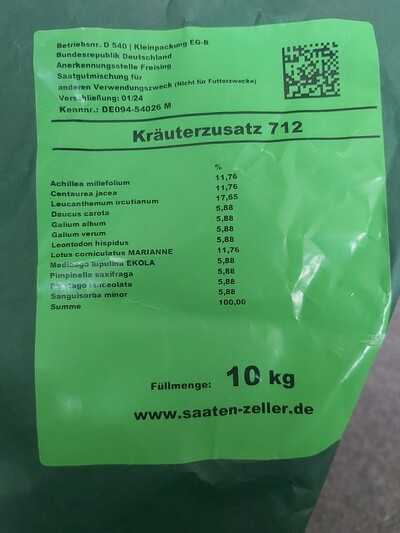 Betriebsnr. D 540 | Kleinpackung EG-B
Bundesrepublik Deutschland
Anerkennungsstelle Freising
Saatgutmischung für
anderen Verwendungszweck (Nicht für Futterzwecke)
Verschließung: 01/24
Kennnr.: DE094-54026 M
Kräuterzusatz 712
%
Achillea millefolium 11,76
Centaurea jacea 11,76
Leucanthemum ircutianum 17,65
Daucus carota 5,88
Galium album 5,88
Galium verum 5,88
Leontodon hispidus 5,88
Lotus corniculatus MARIANNE 11,76
Medicago lupulina EKOLA 5,88
Pimpinella saxifraga 5,88
Plantago lanceolata 5,88
Sanguisorba minor 5,88
Summe 100,00
Füllmenge: 10 kg
www.saaten-zeller.de